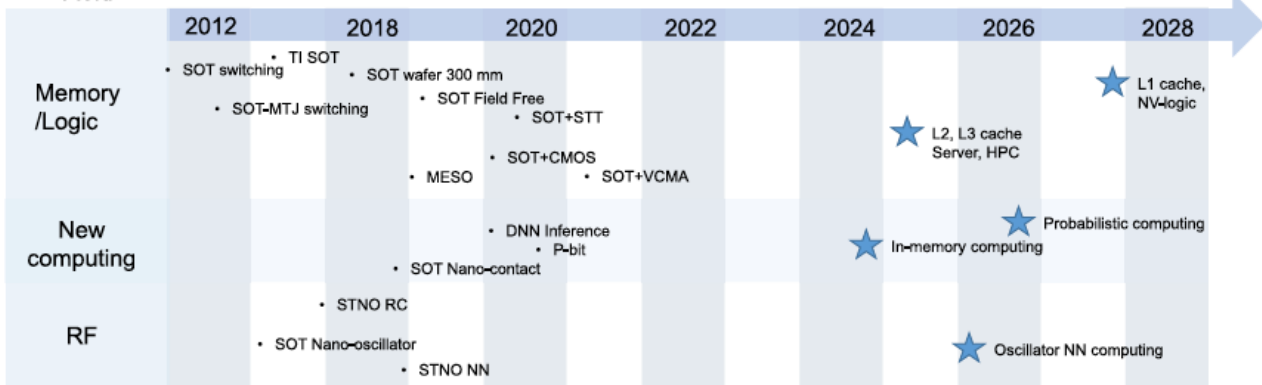 2012 2018 2020 2022 2024 2026 2028
Memory
/Logic
TI SOT
SOT switching
SOT wafer 300 mm
SOT Field Free
SOT-MTJ switching
SOT+STT
SOT+CMOS
MESO
SOT+VCMA
L1 cache,
NV-logic
L2, L3 cache
Server, HPC
New
computing
DNN Inference
P-bit
SOT Nano-contact
Probabilistic computing
In-memory computing
RF
STNO RC
SOT Nano-oscillator
STNO NN
Oscillator NN computing